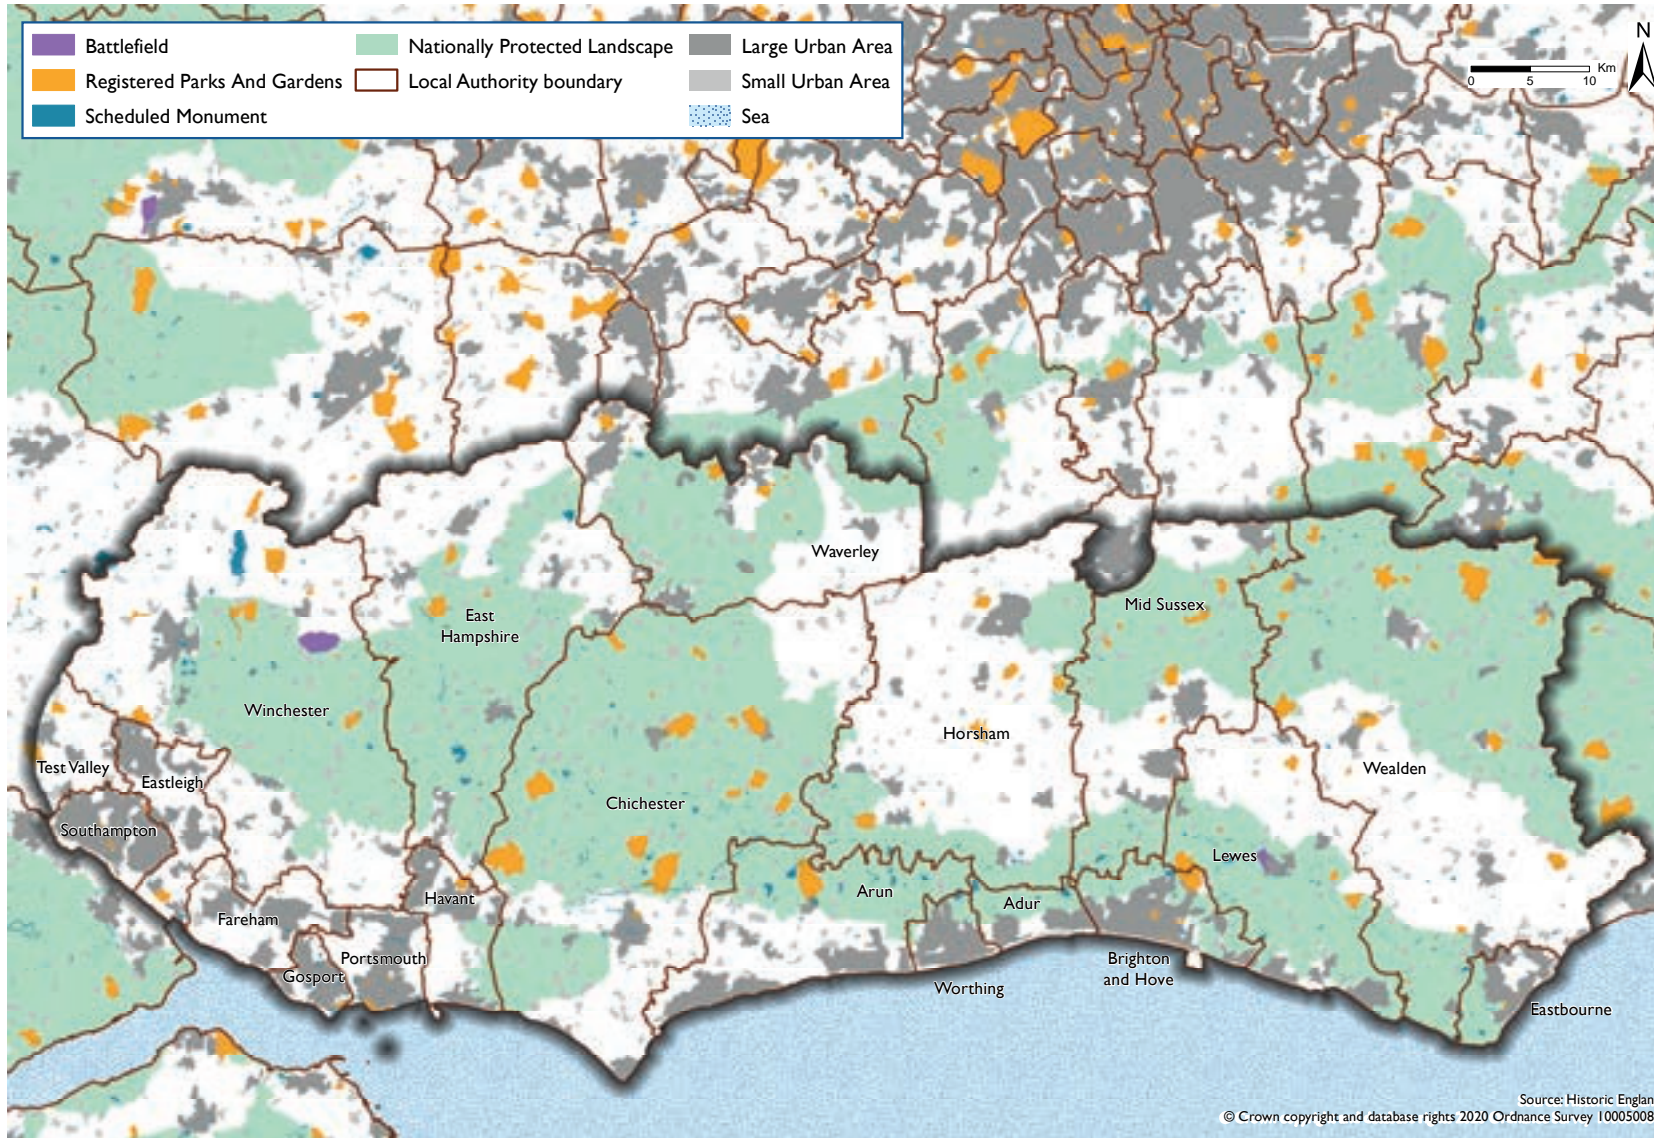 Battlefield
Registered Parks And Gardens
Scheduled Monument
Nationally Protected Landscape
Local Authority boundary
Large Urban Area
Small Urban Area
Sea
N
Km
0 5 10
Waverley
Mid Sussex
East
Hampshire
Winchester
Horsham
Test Valley
Eastleigh
Wealden
Chichester
Southampton
Lewes
Arun
Havant
Adur
Fareham
Portsmouth
Gosport
Brighton
and Hove
Worthing
Eastbourne
Source: Historic Englan
© Crown copyright and database rights 2020 Ordnance Survey 10005008